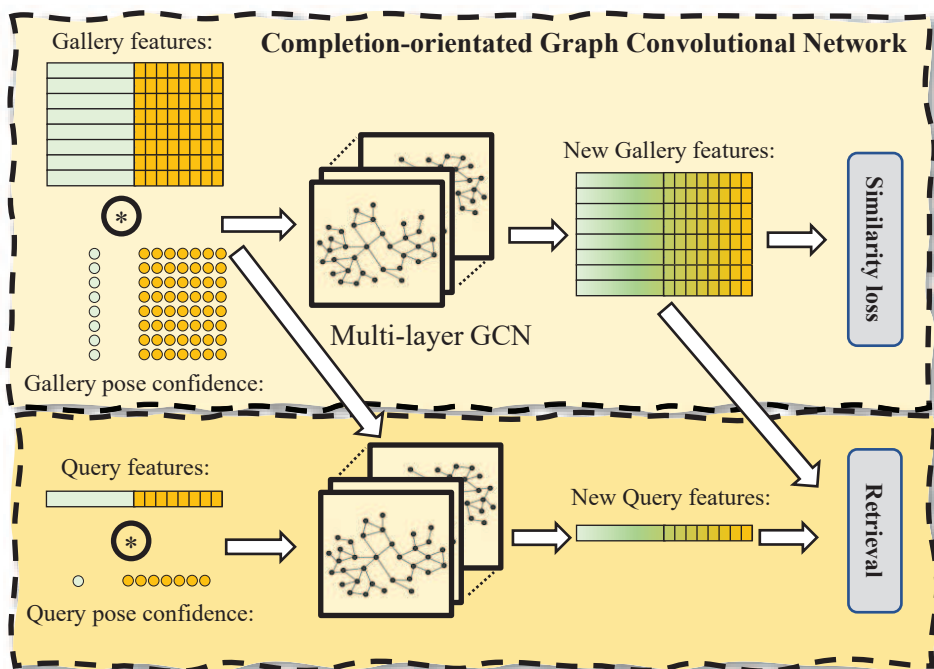 Gallery features:
Completion-orientated Graph Convolutional Network
*
New Gallery features:
Similarity loss
Multi-layer GCN
Gallery pose confidence:
Query features:
*
New Query features:
Retrieval
Query pose confidence: